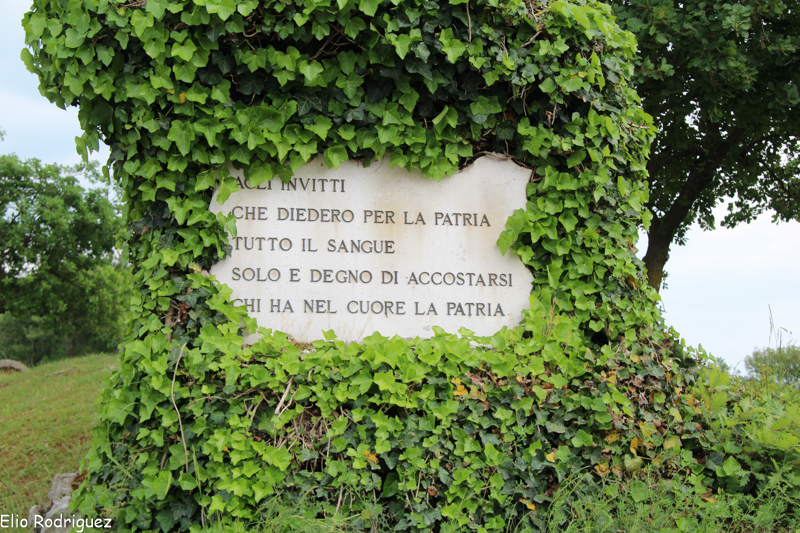 AGLI INVITTI
CHE DIEDERO PER LA PATRIA
TUTTO IL SANGUE
SOLO E DEGNO DI ACCOSTARSI
CHI HA NEL CUORE LA PATRIA
Elio Rodriguez